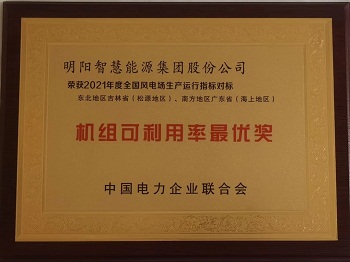 明阳智慧能源集团股份公司
荣获2021年度全国风电场生产运行指标对标
东北地区吉林省（松源地区）、南方地区广东省（海上地区）
机组可利用率最优奖
中国电力企业联合会